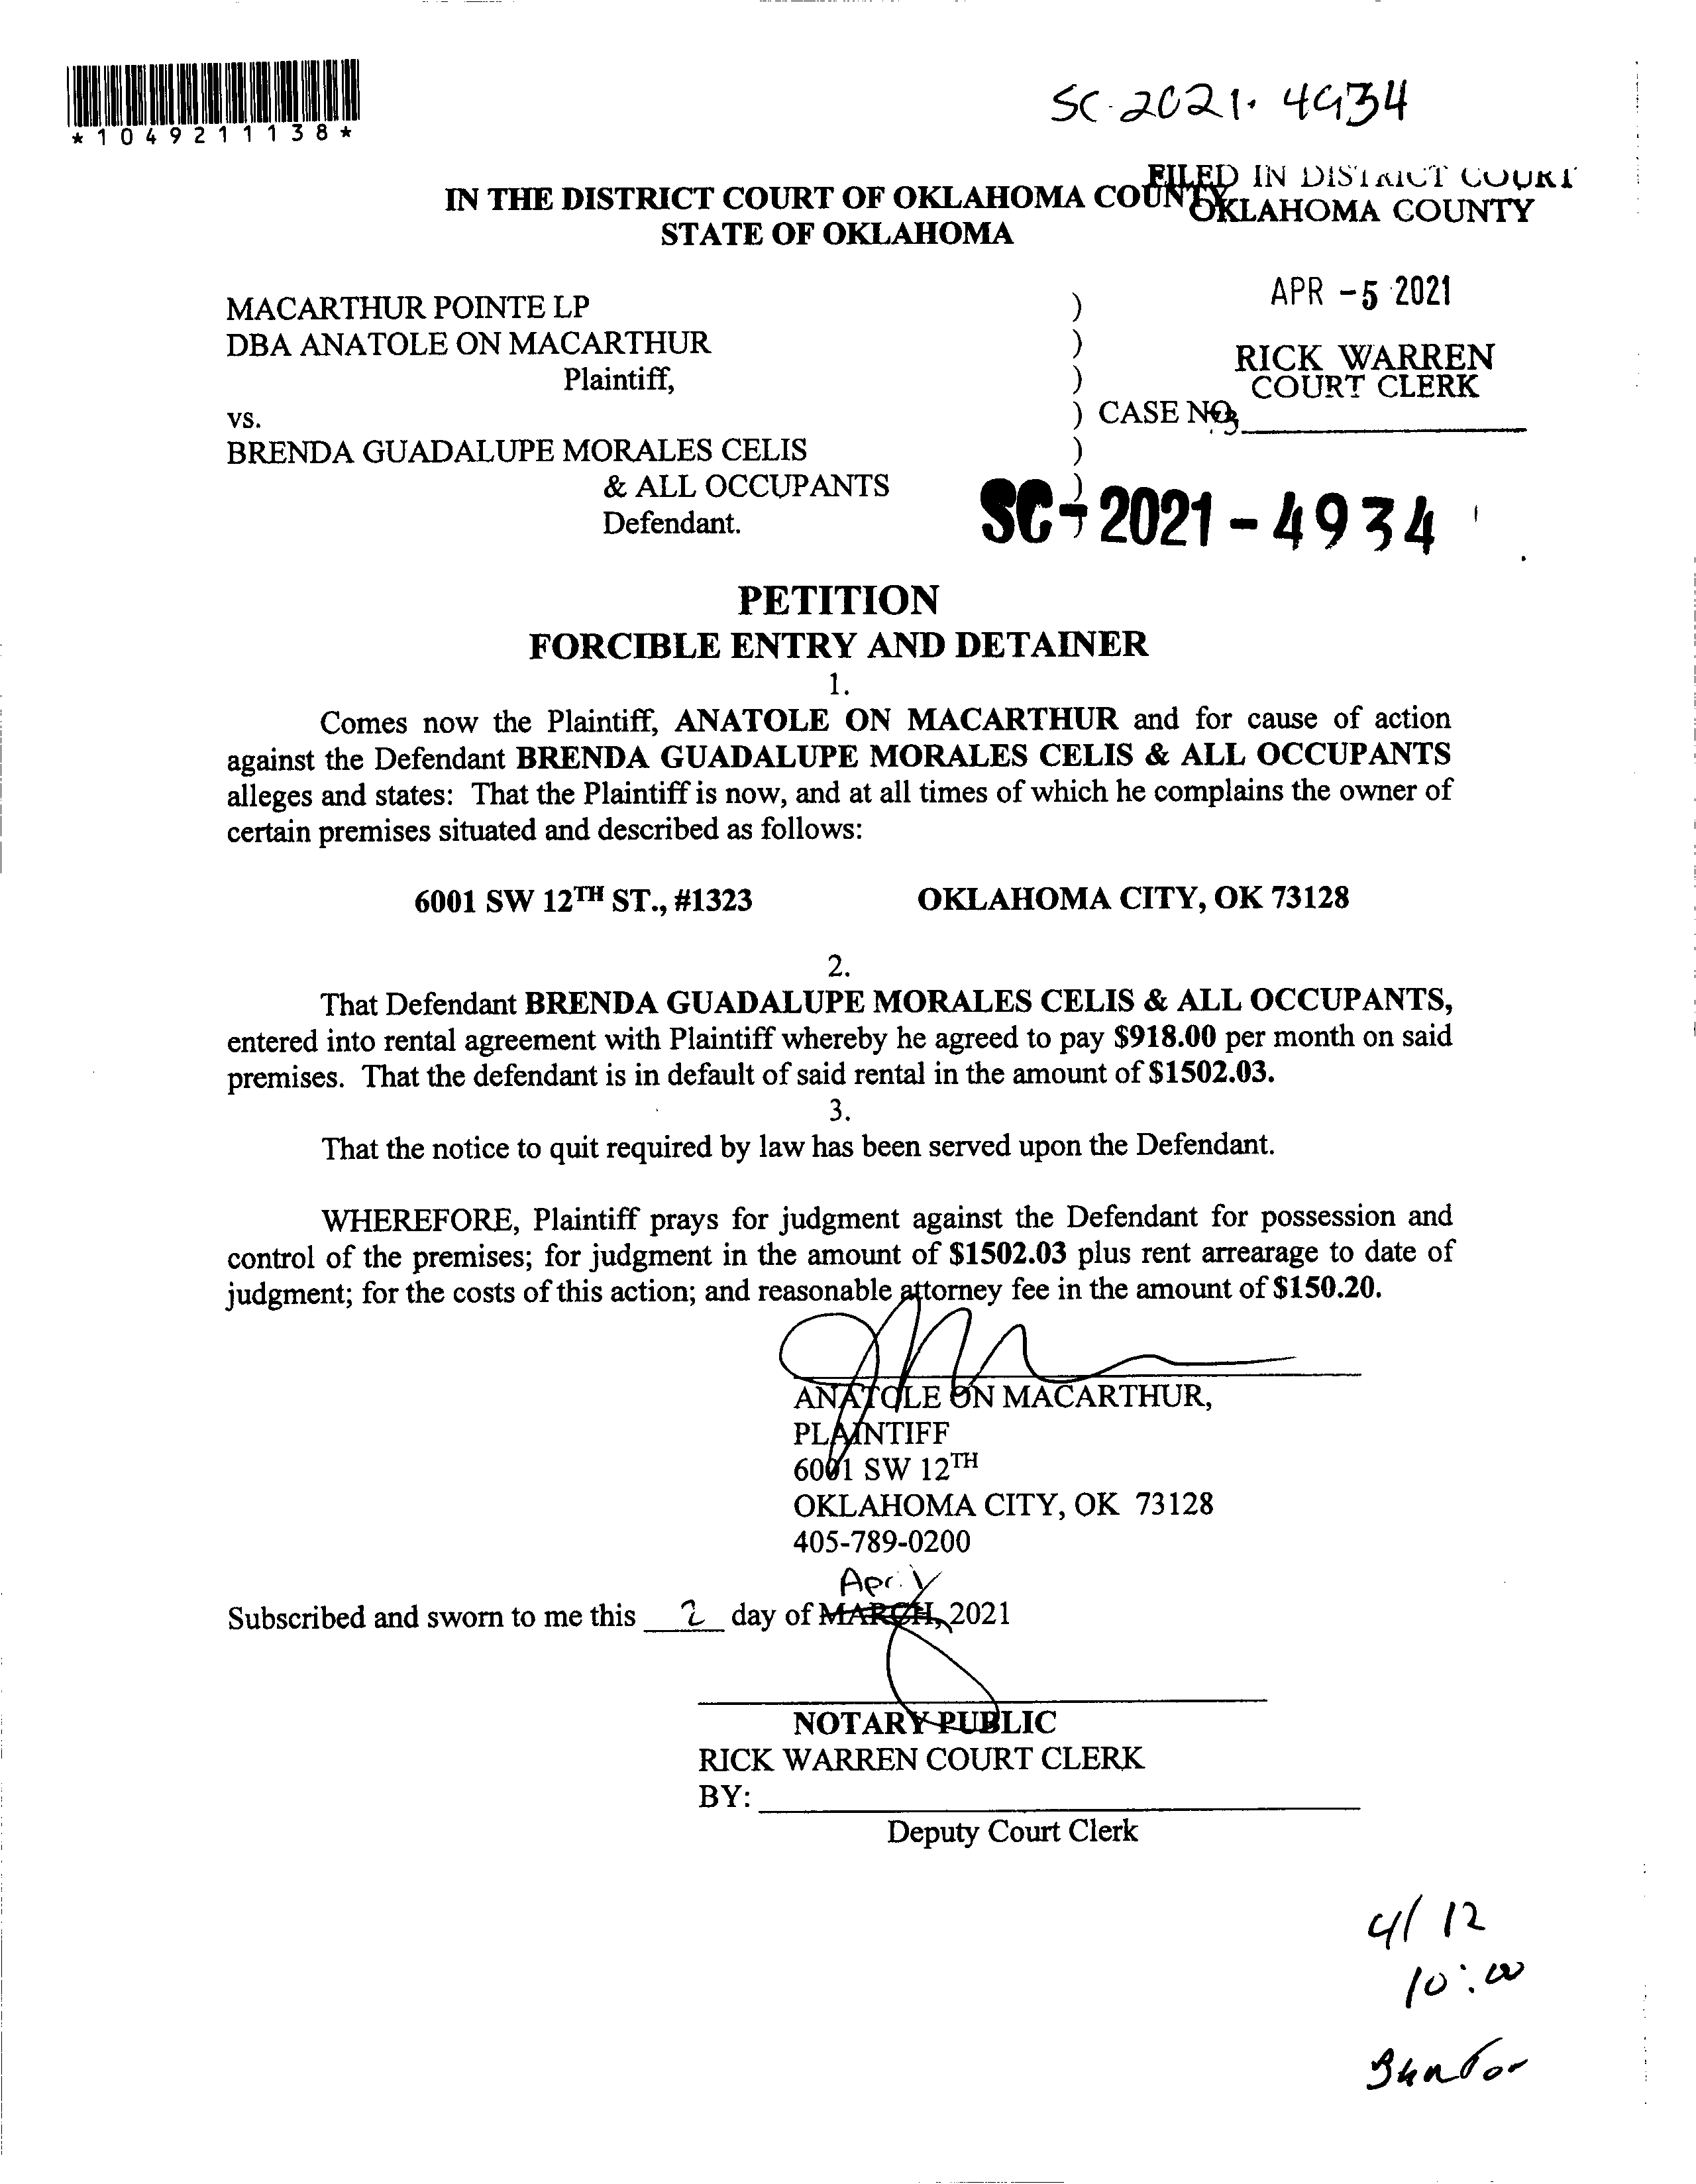 *1049211138*
SC-2021-4934
FILED IN DISTRICT COURT
OKLAHOMA COUNTY
IN THE DISTRICT COURT OF OKLAHOMA COUNTY
STATE OF OKLAHOMA
APR -5 2021
RICK WARREN
COURT CLERK
MACARTHUR POINTE LP )
DBA ANATOLE ON MACARTHUR )
Plaintiff, )
vs. ) CASE NO.
BRENDA GUADALUPE MORALES CELIS )
& ALL OCCUPANTS )
Defendant. )
SC-2021-4934
PETITION
FORCIBLE ENTRY AND DETAINER
1.
Comes now the Plaintiff, ANATOLE ON MACARTHUR and for cause of action
against the Defendant BRENDA GUADALUPE MORALES CELIS & ALL OCCUPANTS
alleges and states: That the Plaintiff is now, and at all times of which he complains the owner of
certain premises situated and described as follows:
6001 SW 12TH ST., #1323 OKLAHOMA CITY, OK 73128
2.
That Defendant BRENDA GUADALUPE MORALES CELIS & ALL OCCUPANTS,
entered into rental agreement with Plaintiff whereby he agreed to pay $918.00 per month on said
premises. That the defendant is in default of said rental in the amount of $1502.03.
3.
That the notice to quit required by law has been served upon the Defendant.
WHEREFORE, Plaintiff prays for judgment against the Defendant for possession and
control of the premises; for judgment in the amount of $1502.03 plus rent arrearage to date of
judgment; for the costs of this action; and reasonable attorney fee in the amount of $150.20.
ANATOLE ON MACARTHUR,
PLAINTIFF
6001 SW 12TH
OKLAHOMA CITY, OK 73128
405-789-0200
April
Subscribed and sworn to me this 2 day of MARCH, 2021
NOTARY PUBLIC
RICK WARREN COURT CLERK
BY:
Deputy Court Clerk
4/12
10:00